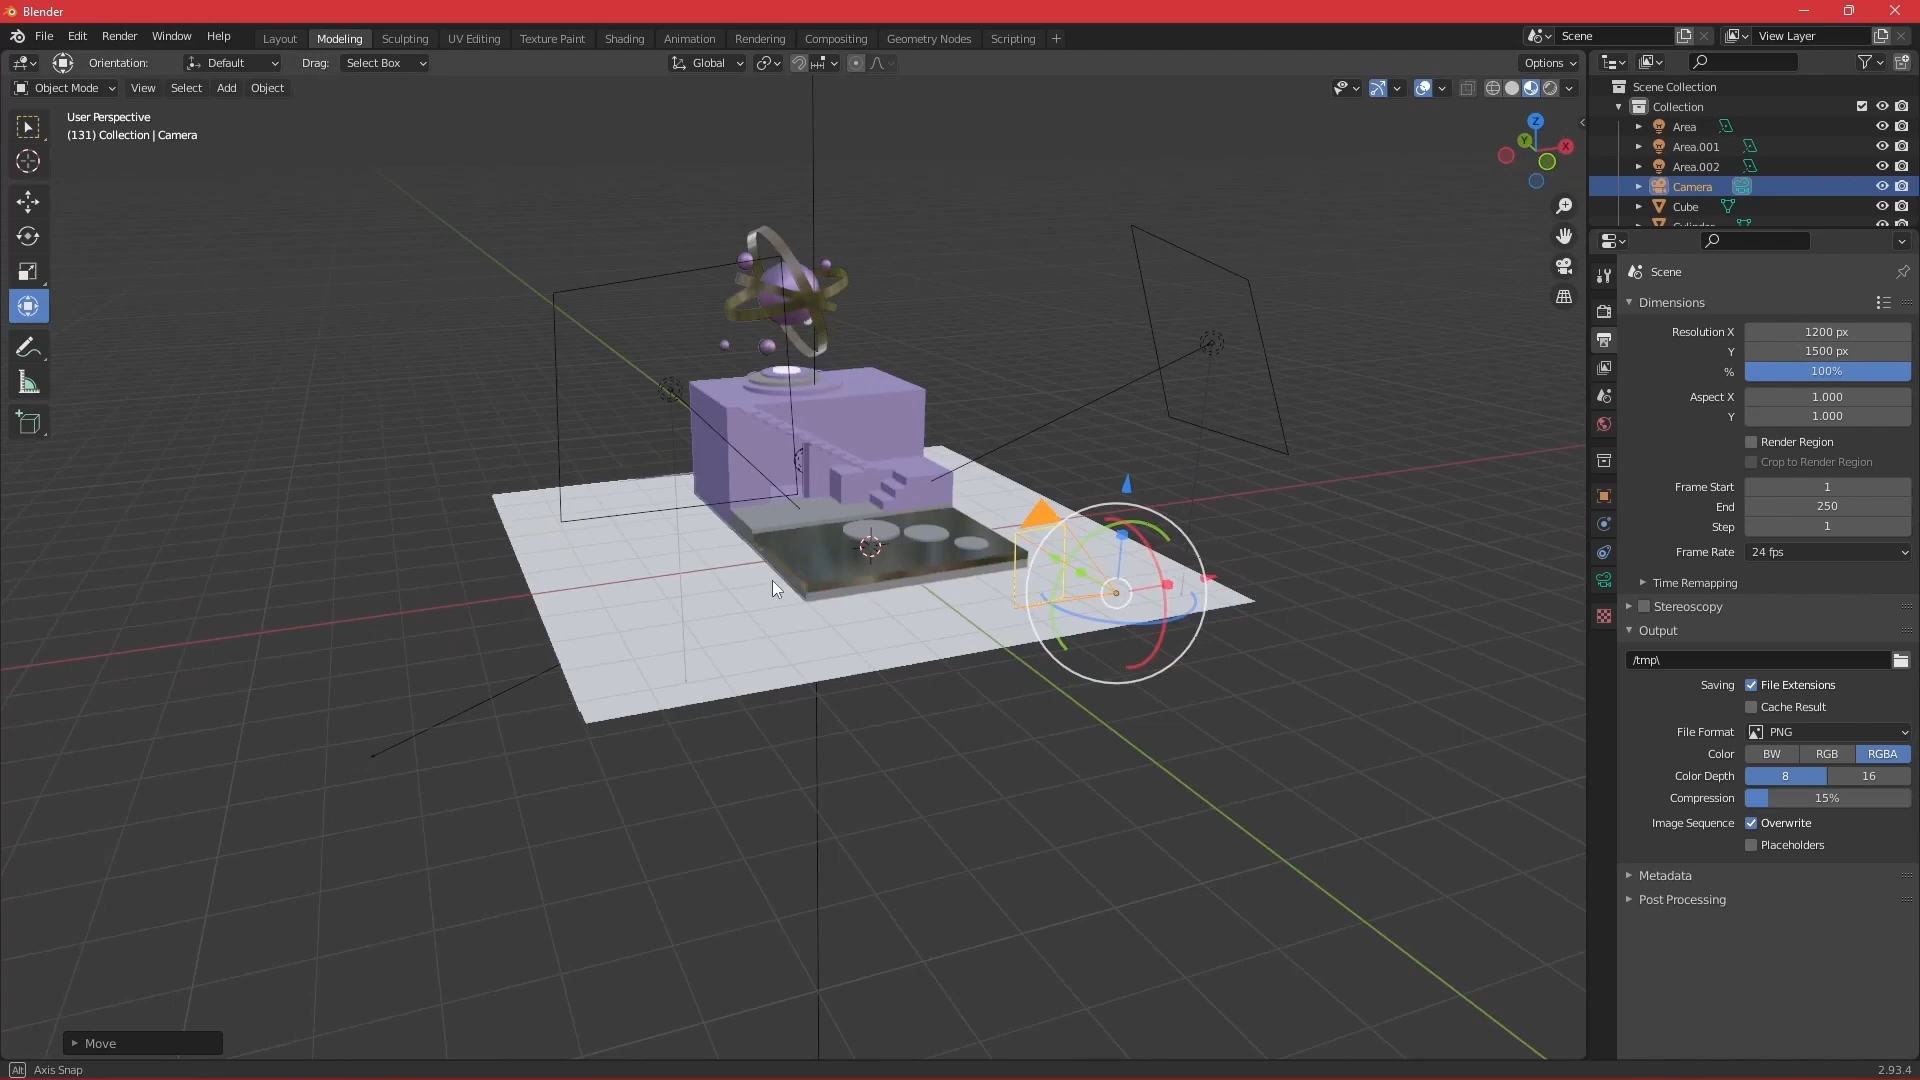 Blender
File Edit Render Window Help
Layout Modeling Sculpting UV Editing Texture Paint Shading Animation Rendering Compositing Geometry Nodes Scripting +
Scene
View Layer
Orientation: Default Drag: Select Box
Global
Options
Object Mode View Select Add Object
User Perspective
(131) Collection | Camera
Z
Y
X
Scene Collection
Collection
Area
Area.001
Area.002
Camera
Cube
Scene
Dimensions
Resolution X 1200 px
Y 1500 px
% 100%
Aspect X 1.000
Y 1.000
Render Region
Crop to Render Region
Frame Start 1
End 250
Step 1
Frame Rate 24 fps
Time Remapping
Stereoscopy
Output
/tmp\
Saving File Extensions
Cache Result
File Format PNG
Color BW RGB RGBA
Color Depth 8 16
Compression 15%
Image Sequence Overwrite
Placeholders
Metadata
Post Processing
Move
Alt Axis Snap
2.93.4